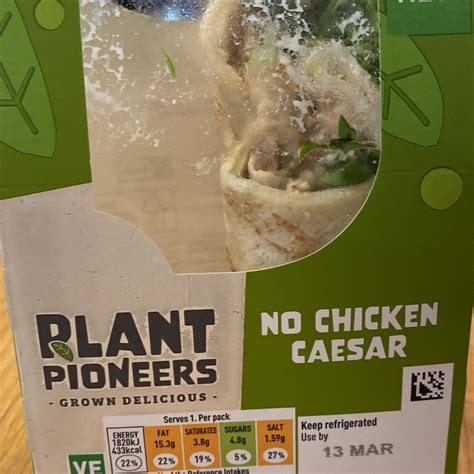 PLANT
PIONEERS
- GROWN DELICIOUS -
NO CHICKEN
CAESAR
Serves 1. Per pack
ENERGY
1820kJ
433kcal
22%
FAT
15.3g
22%
SATURATES
3.8g
19%
SUGARS
4.8g
5%
SALT
1.59g
27%
Reference Intakes
Keep refrigerated
Use by
13 MAR
VE